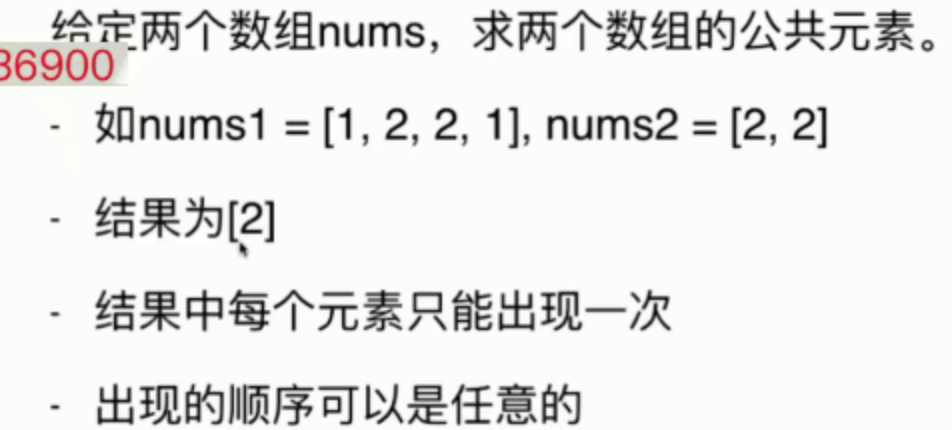 给定两个数组nums，求两个数组的公共元素。
36900
- 如nums1 = [1, 2, 2, 1], nums2 = [2, 2]
- 结果为[2]
- 结果中每个元素只能出现一次
- 出现的顺序可以是任意的